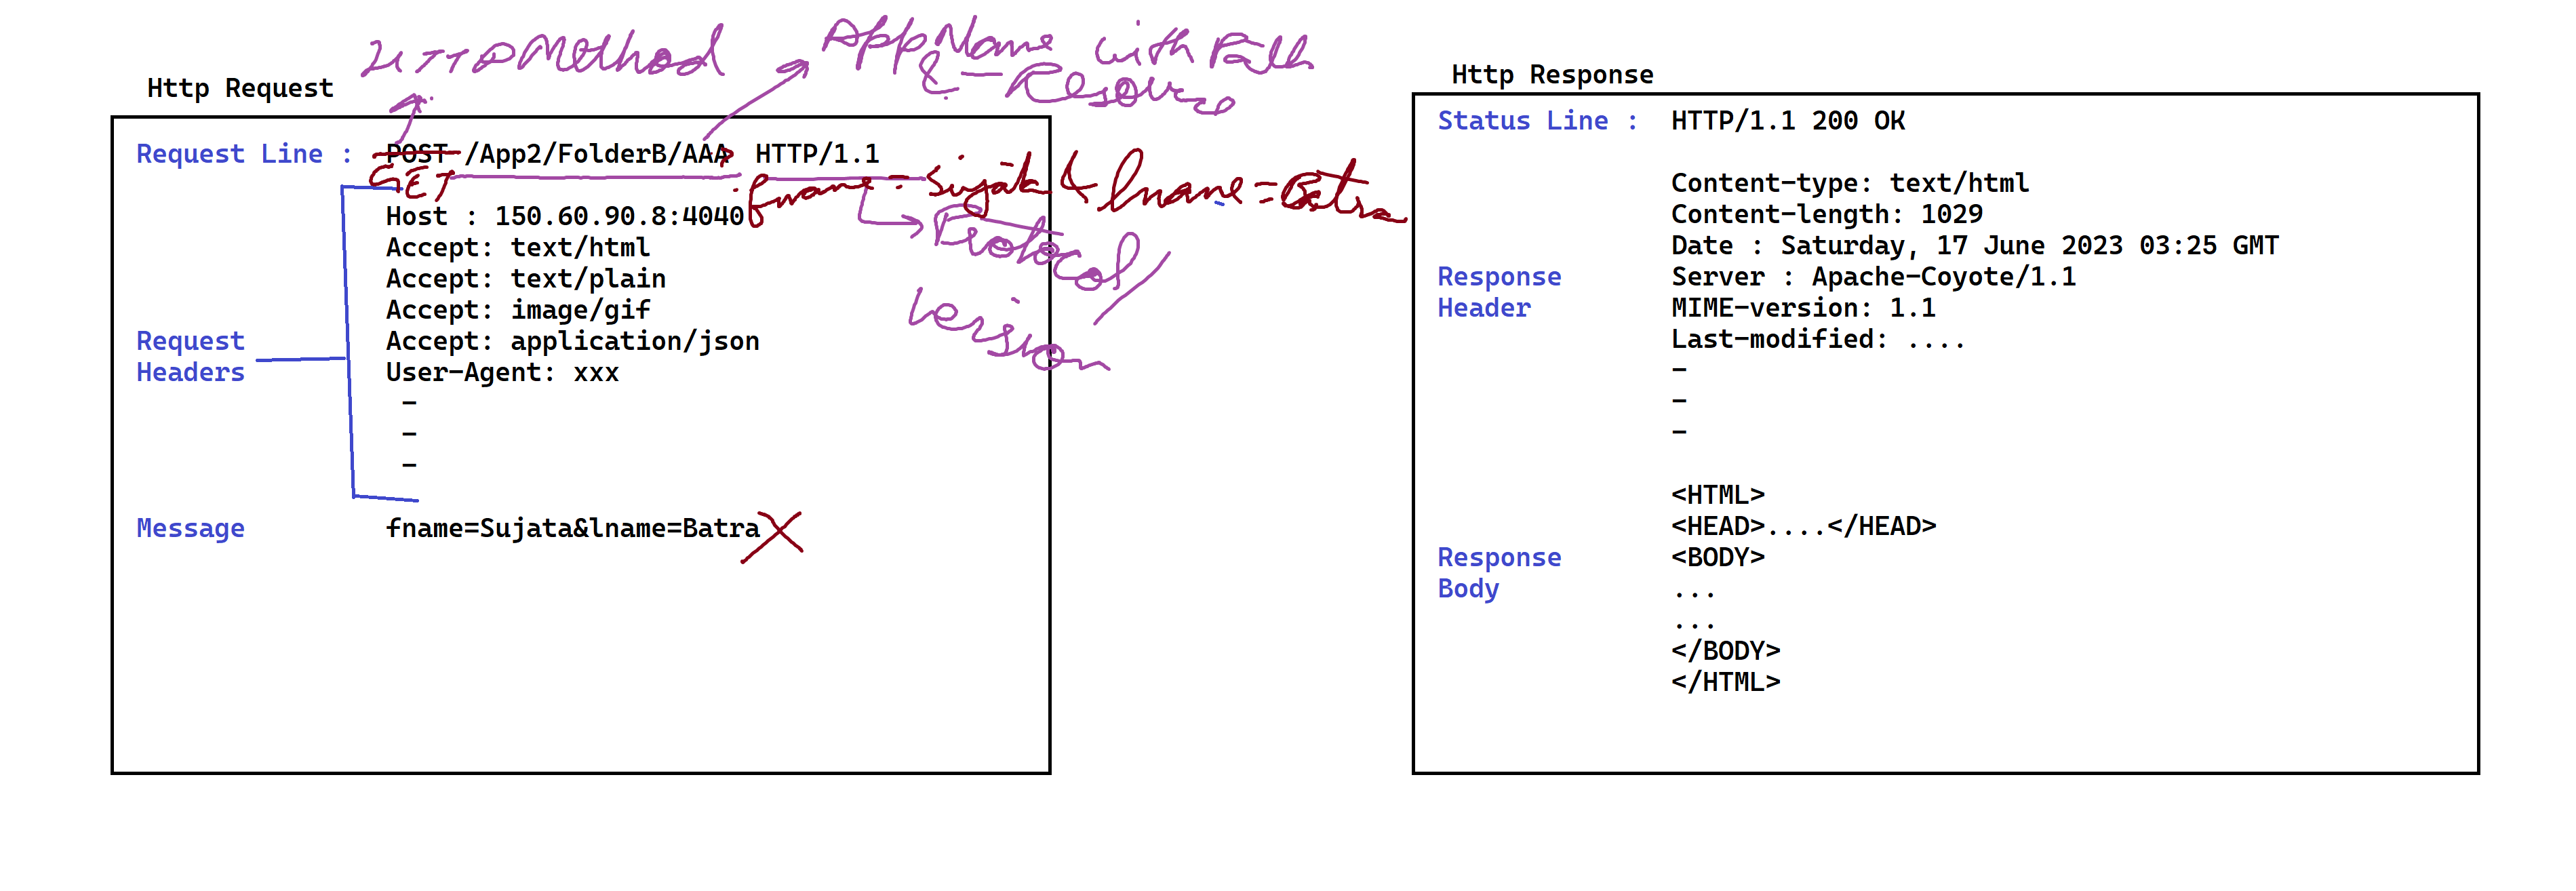 HTTP Method
App Name with Folder
& Resource
Http Request
Request Line : POST /App2/FolderB/AAA? HTTP/1.1
GET
fname=Sujata&lname=Batra
Host : 150.60.90.8:4040
Accept: text/html
Accept: text/plain
Accept: image/gif
Request Accept: application/json
Headers User-Agent: xxx
-
-
-
Protocol/
version
Message fname=Sujata&lname=Batra
Http Response
Status Line : HTTP/1.1 200 OK
Content-type: text/html
Content-length: 1029
Date : Saturday, 17 June 2023 03:25 GMT
Response Server : Apache-Coyote/1.1
Header MIME-version: 1.1
Last-modified: ....
-
-
-
<HTML>
<HEAD>....</HEAD>
Response <BODY>
Body ...
...
</BODY>
</HTML>